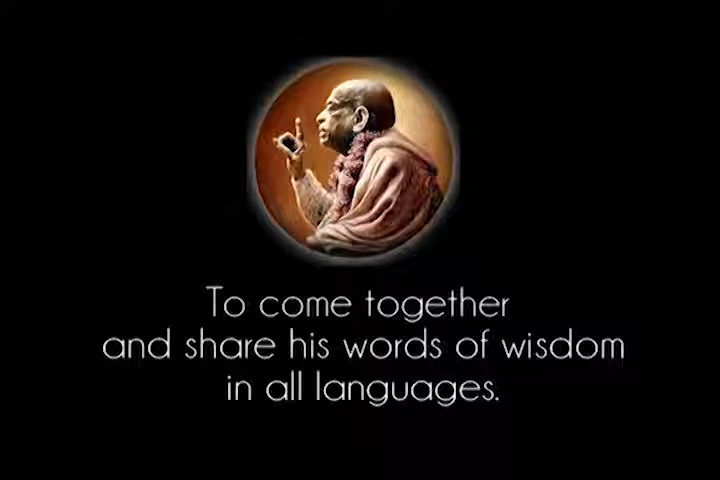 To come together
and share his words of wisdom
in all languages.